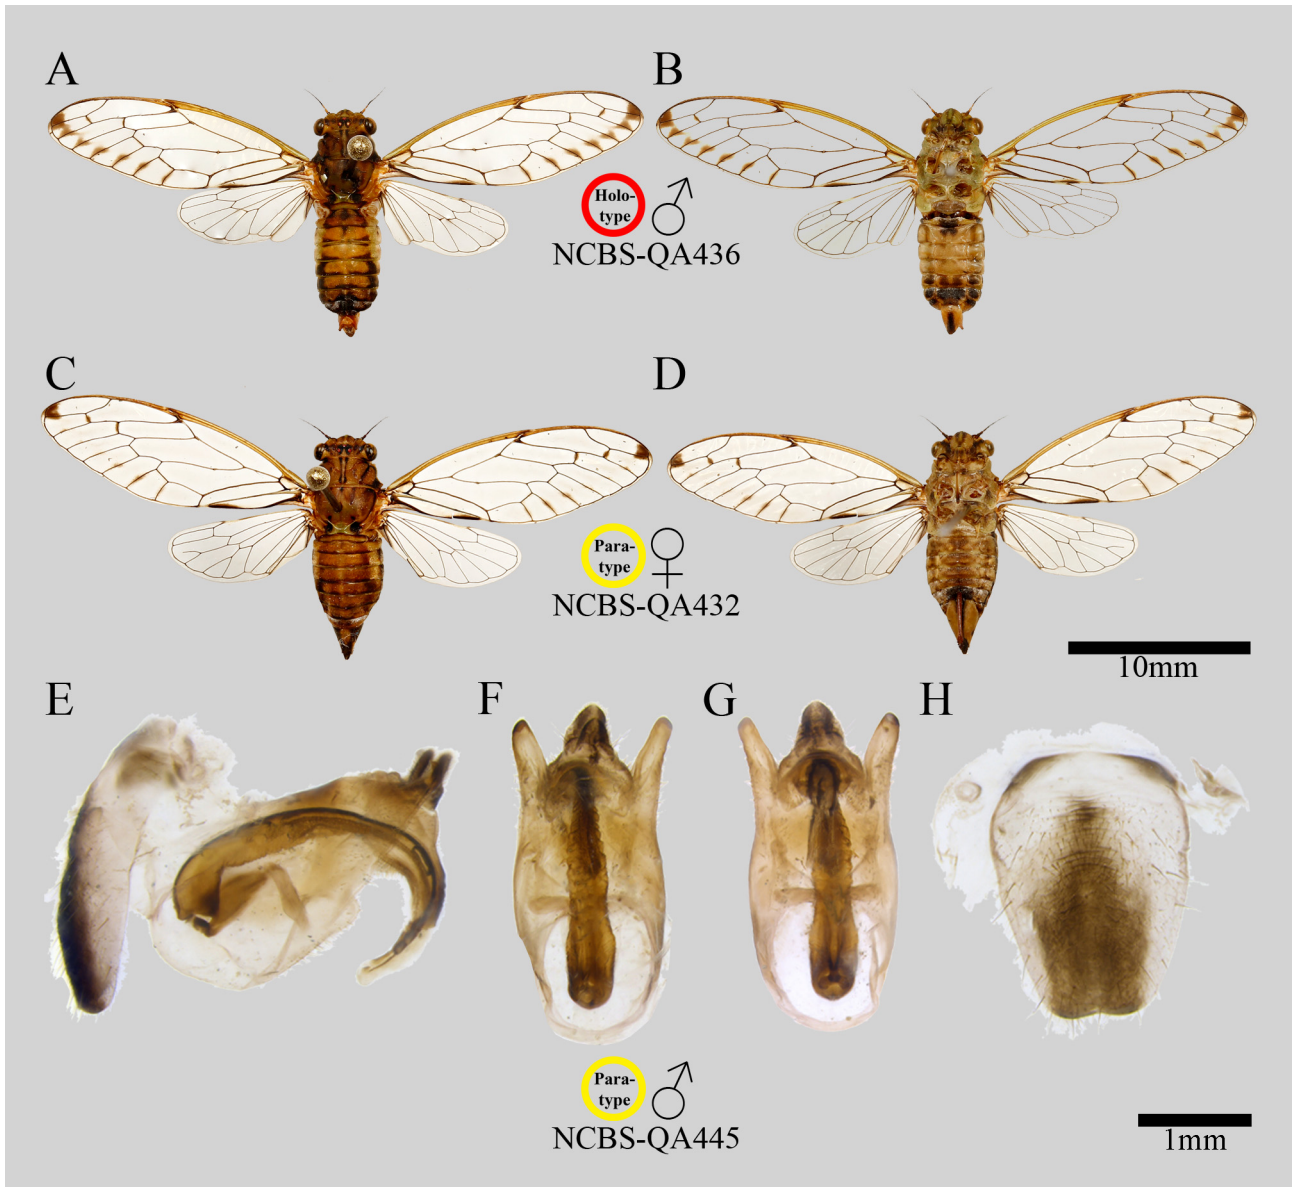 A
B
Holo-
type
♂
NCBS-QA436
C
D
Para-
type
♀
NCBS-QA432
10mm
E
F
G
H
Para-
type
♂
NCBS-QA445
1mm